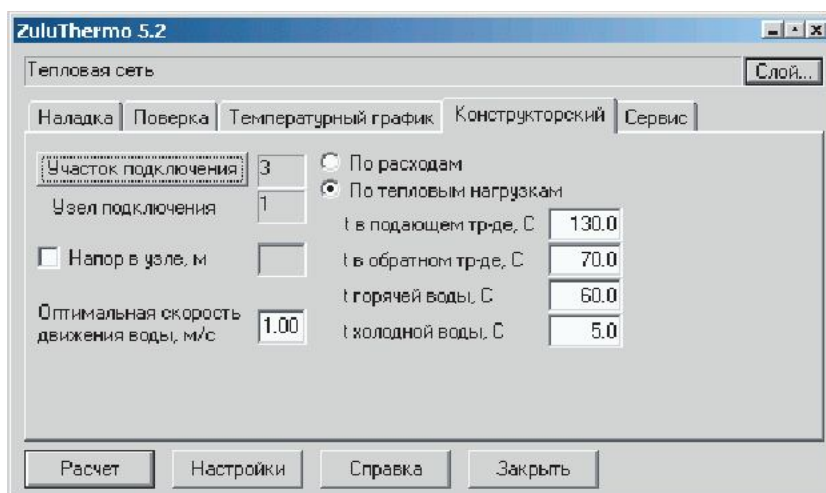 ZuluThermo 5.2
Тепловая сеть
Слой...
Наладка Поверка Температурный график Конструкторский Сервис
Участок подключения 3
По расходам
Узел подключения 1
По тепловым нагрузкам
t в подающем тр-де, С 130.0
Напор в узле, м
t в обратном тр-де, С 70.0
t горячей воды, С 60.0
Оптимальная скорость
движения воды, м/с 1.00
t холодной воды, С 5.0
Расчет Настройки Справка Закрыть